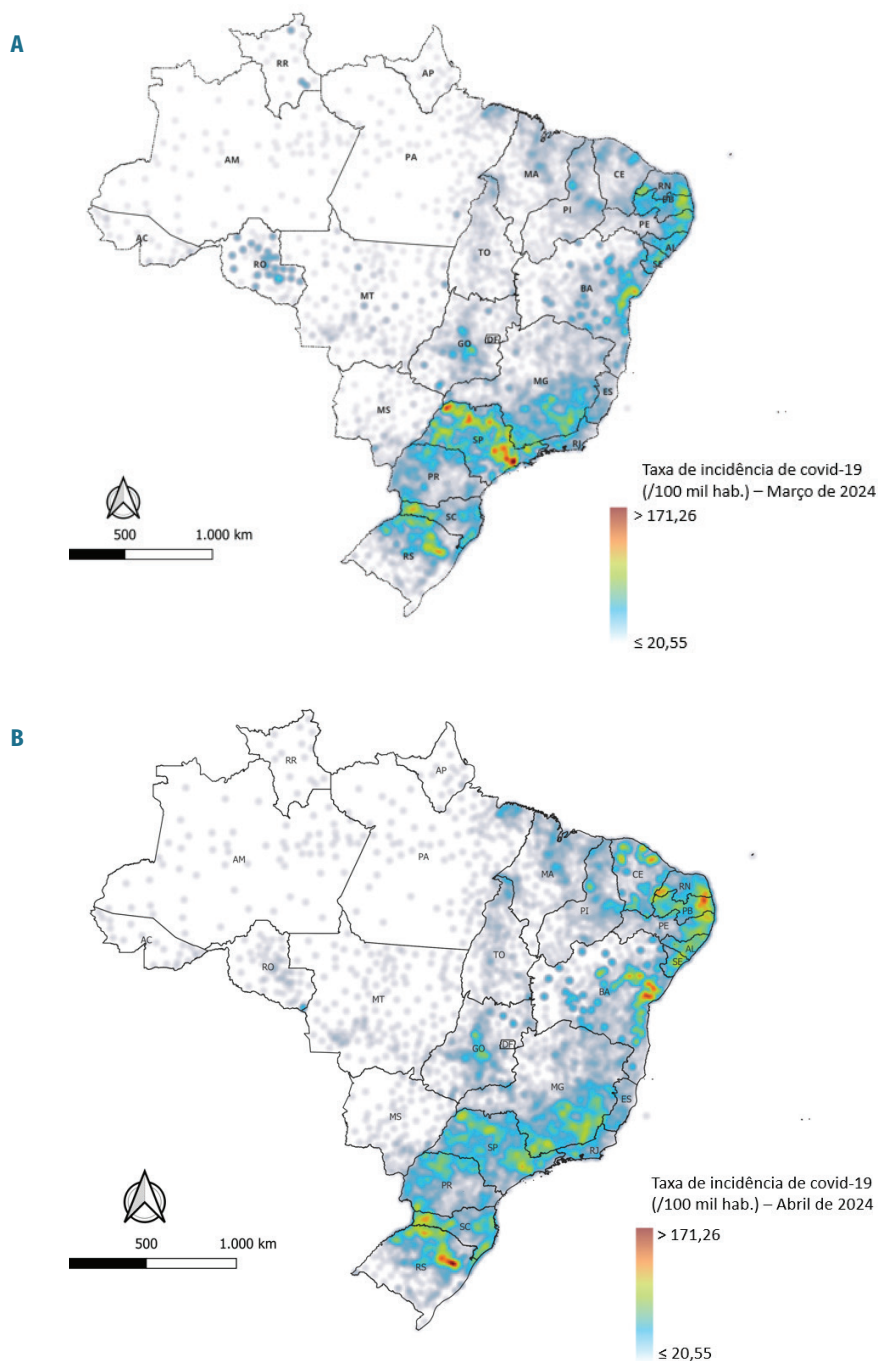 A
RR
AP
AM
PA
MA
CE
RN
PB
PI
PE
AC
AL
TO
SE
RO
BA
MT
GO
DF
MG
ES
MS
SP
RJ
PR
SC
RS
500
1.000 km
Taxa de incidência de covid-19
(/100 mil hab.) – Março de 2024
> 171,26
≤ 20,55
B
RR
AP
AM
PA
MA
CE
RN
PB
PI
PE
AC
AL
SE
RO
TO
BA
MT
GO
DF
MG
ES
MS
SP
RJ
PR
SC
RS
500
1.000 km
Taxa de incidência de covid-19
(/100 mil hab.) – Abril de 2024
> 171,26
≤ 20,55